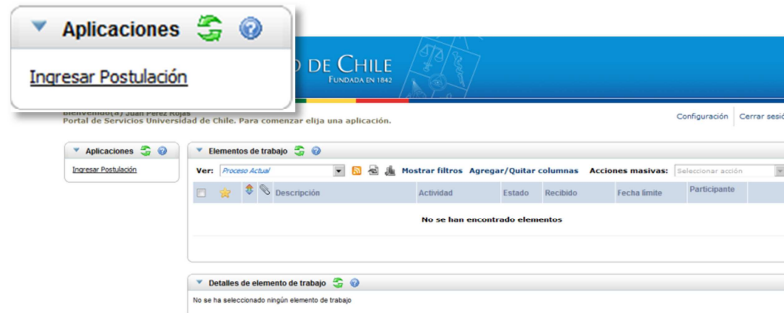 Aplicaciones
Ingresar Postulación
DE CHILE
FUNDADA EN 1842
Bienvenido(a) Juan Pérez Rojas
Portal de Servicios Universidad de Chile. Para comenzar elija una aplicación.
Configuración Cerrar sesió
Aplicaciones
Ingresar Postulación
Elementos de trabajo
Ver: Proceso Actual Mostrar filtros Agregar/Quitar columnas Acciones masivas: Seleccionar acción
Descripción Actividad Estado Recibido Fecha límite Participante
No se han encontrado elementos
Detalles de elemento de trabajo
No se ha seleccionado ningún elemento de trabajo